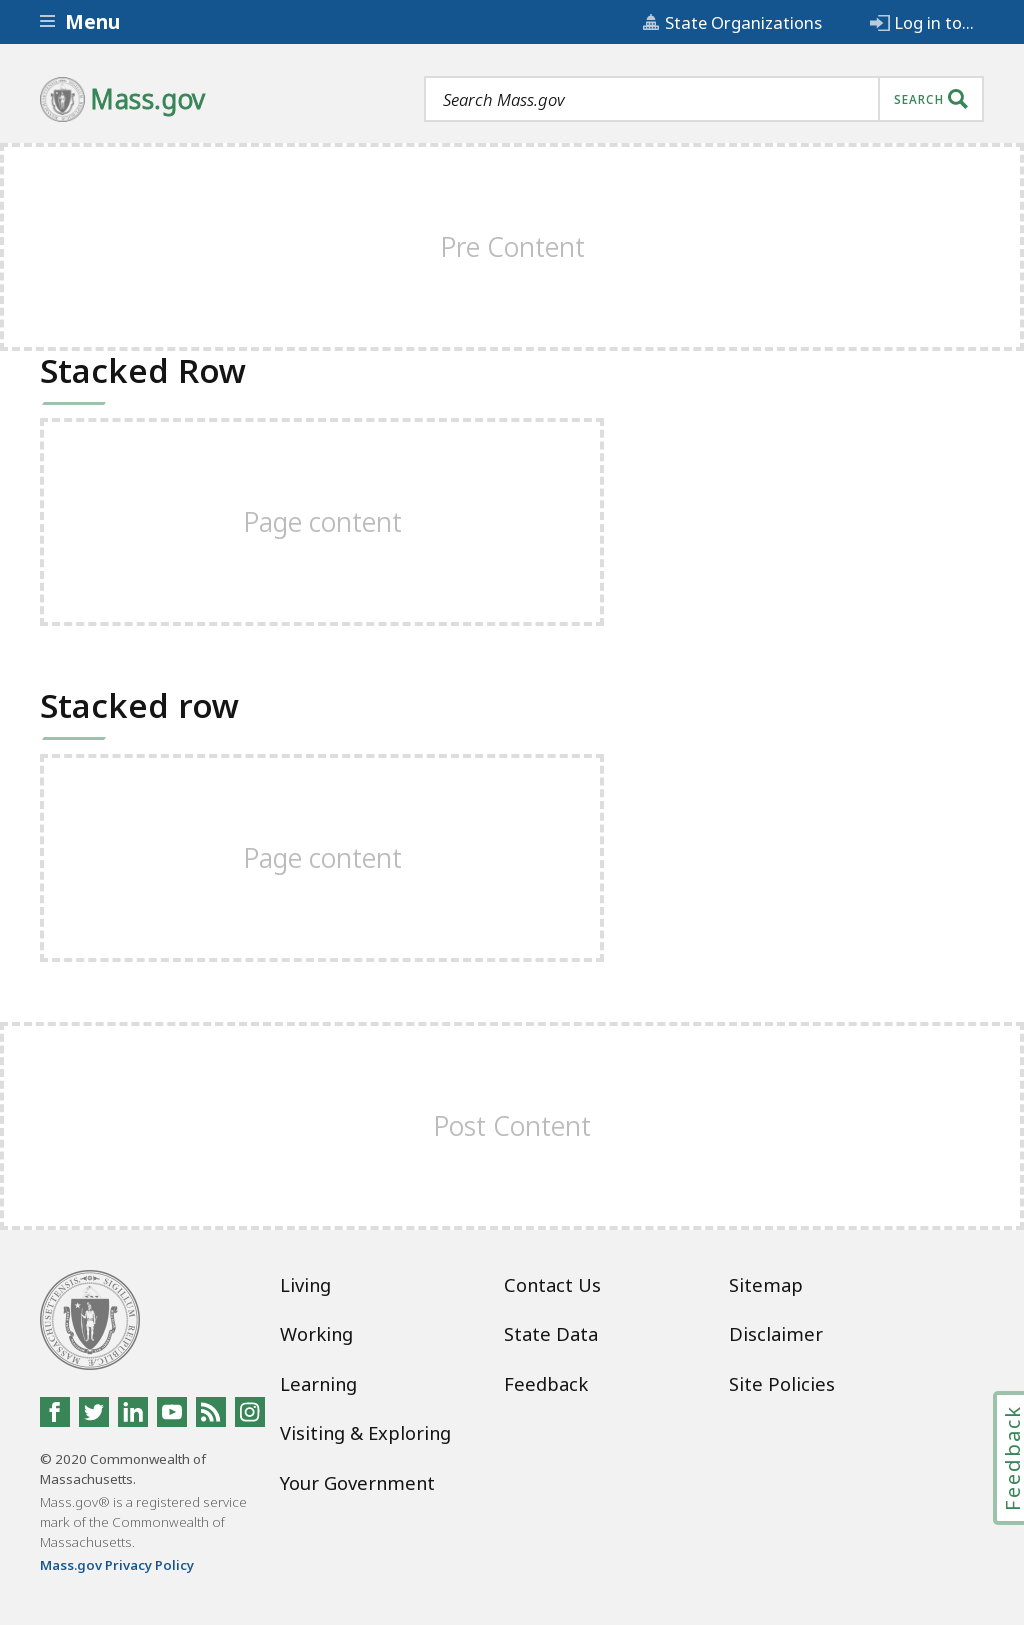 Menu
State Organizations
Log in to...
Mass.gov
Search Mass.gov
SEARCH
Pre Content
Stacked Row
Page content
Stacked row
Page content
Post Content
Living
Working
Learning
Visiting & Exploring
Your Government
Contact Us
State Data
Feedback
Sitemap
Disclaimer
Site Policies
© 2020 Commonwealth of
Massachusetts.
Mass.gov® is a registered service
mark of the Commonwealth of
Massachusetts.
Mass.gov Privacy Policy
Feedback